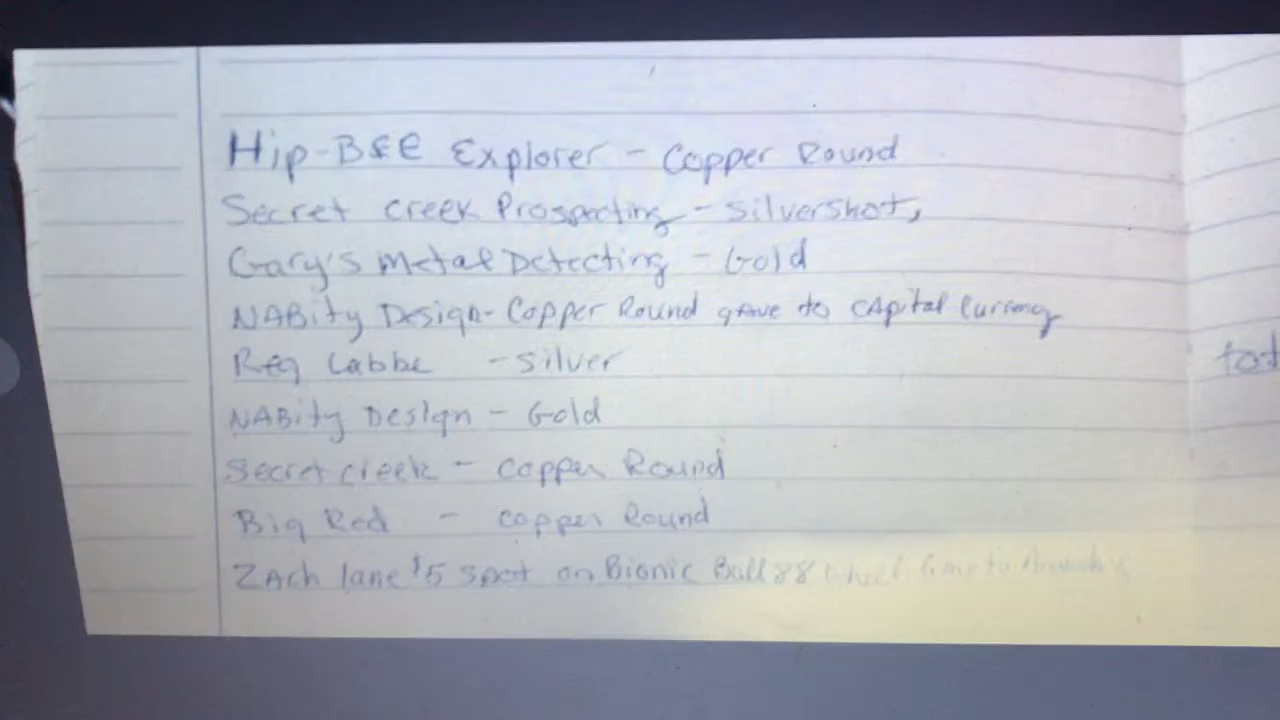 Hip-B&E Explorer - Copper Round
Secret Creek Prospecting - Silvershot,
Gary's Metal Detecting - Gold
NABity Design - Copper Round gave to CApital Currency
Reg Labbe - Silver
NABity Design - Gold
Secret creek - Copper Round
Big Red - Copper Round
ZAch lane $5 Spot on Bionic Ball 88